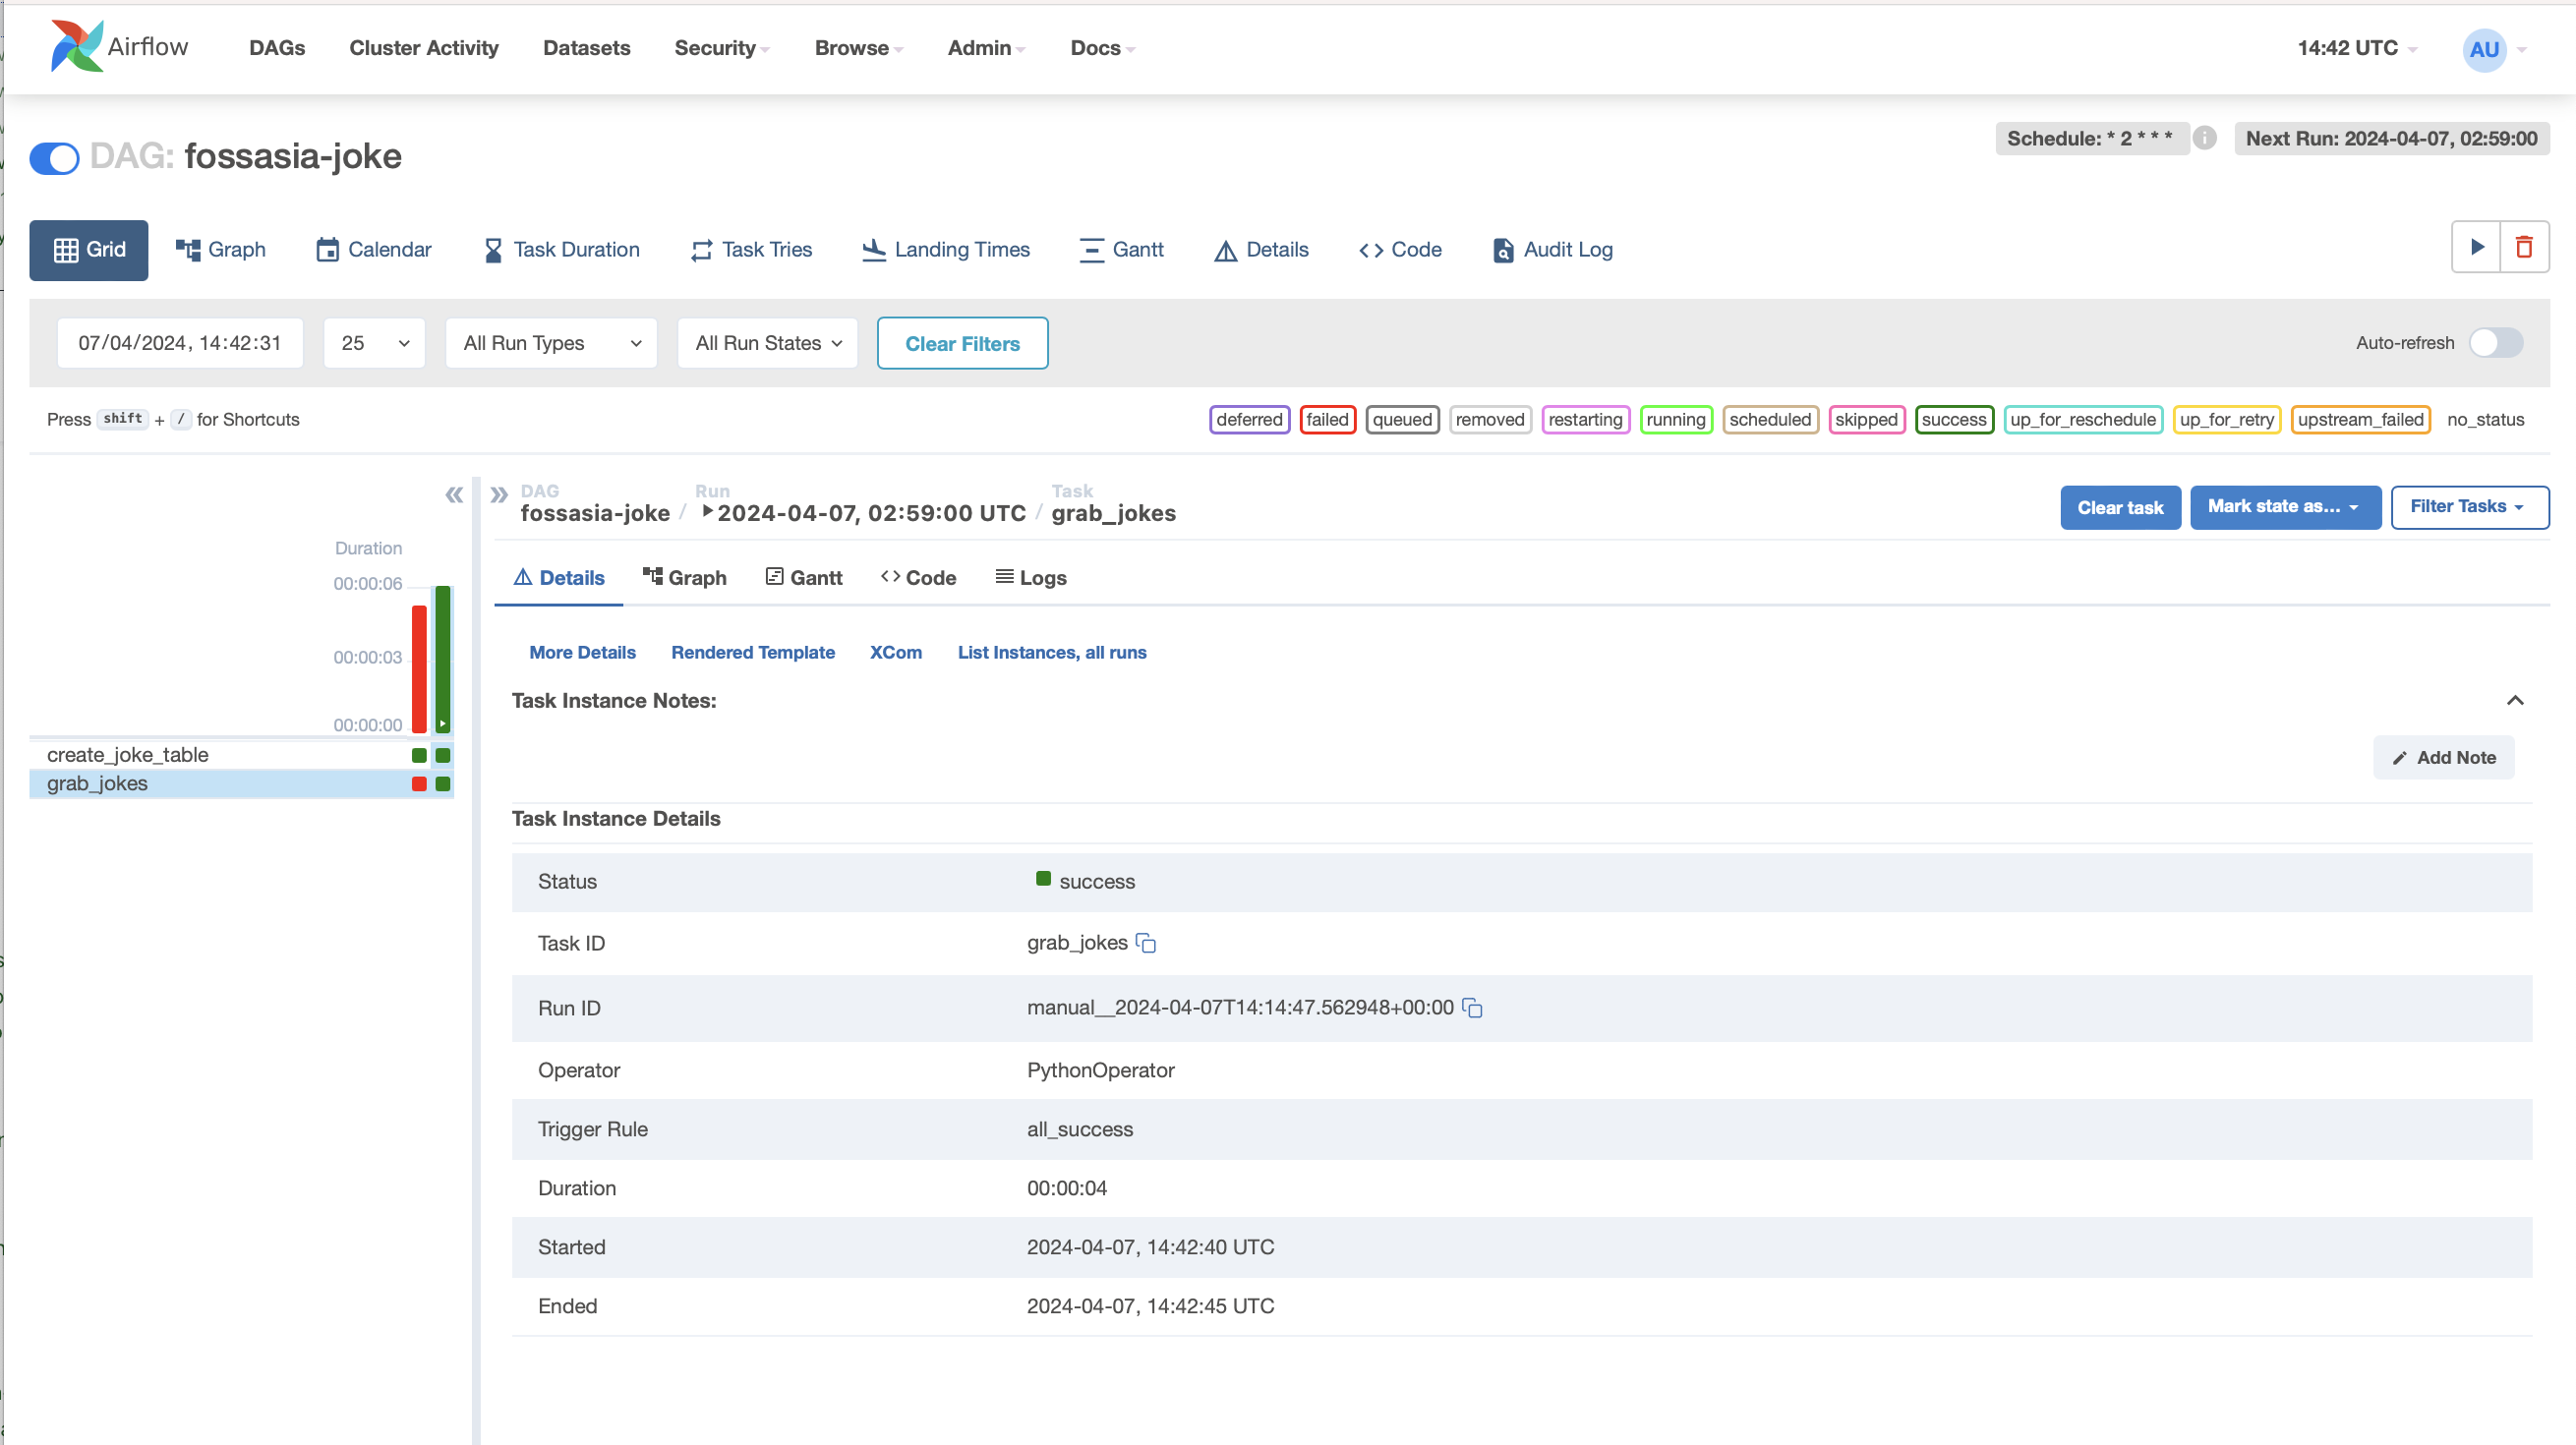 Airflow DAGs Cluster Activity Datasets Security Browse Admin Docs 14:42 UTC AU
DAG: fossasia-joke
Schedule: * 2 * * * i Next Run: 2024-04-07, 02:59:00
Grid Graph Calendar Task Duration Task Tries Landing Times Gantt Details Code Audit Log
07/04/2024, 14:42:31 25 All Run Types All Run States Clear Filters Auto-refresh
Press shift + / for Shortcuts
deferred failed queued removed restarting running scheduled skipped success up_for_reschedule up_for_retry upstream_failed no_status
Duration
00:00:06
00:00:03
00:00:00
create_joke_table
grab_jokes
DAG Run Task
fossasia-joke / 2024-04-07, 02:59:00 UTC / grab_jokes
Clear task Mark state as... Filter Tasks
Details Graph Gantt Code Logs
More Details Rendered Template XCom List Instances, all runs
Task Instance Notes:
Add Note
Task Instance Details
Status success
Task ID grab_jokes
Run ID manual__2024-04-07T14:14:47.562948+00:00
Operator PythonOperator
Trigger Rule all_success
Duration 00:00:04
Started 2024-04-07, 14:42:40 UTC
Ended 2024-04-07, 14:42:45 UTC